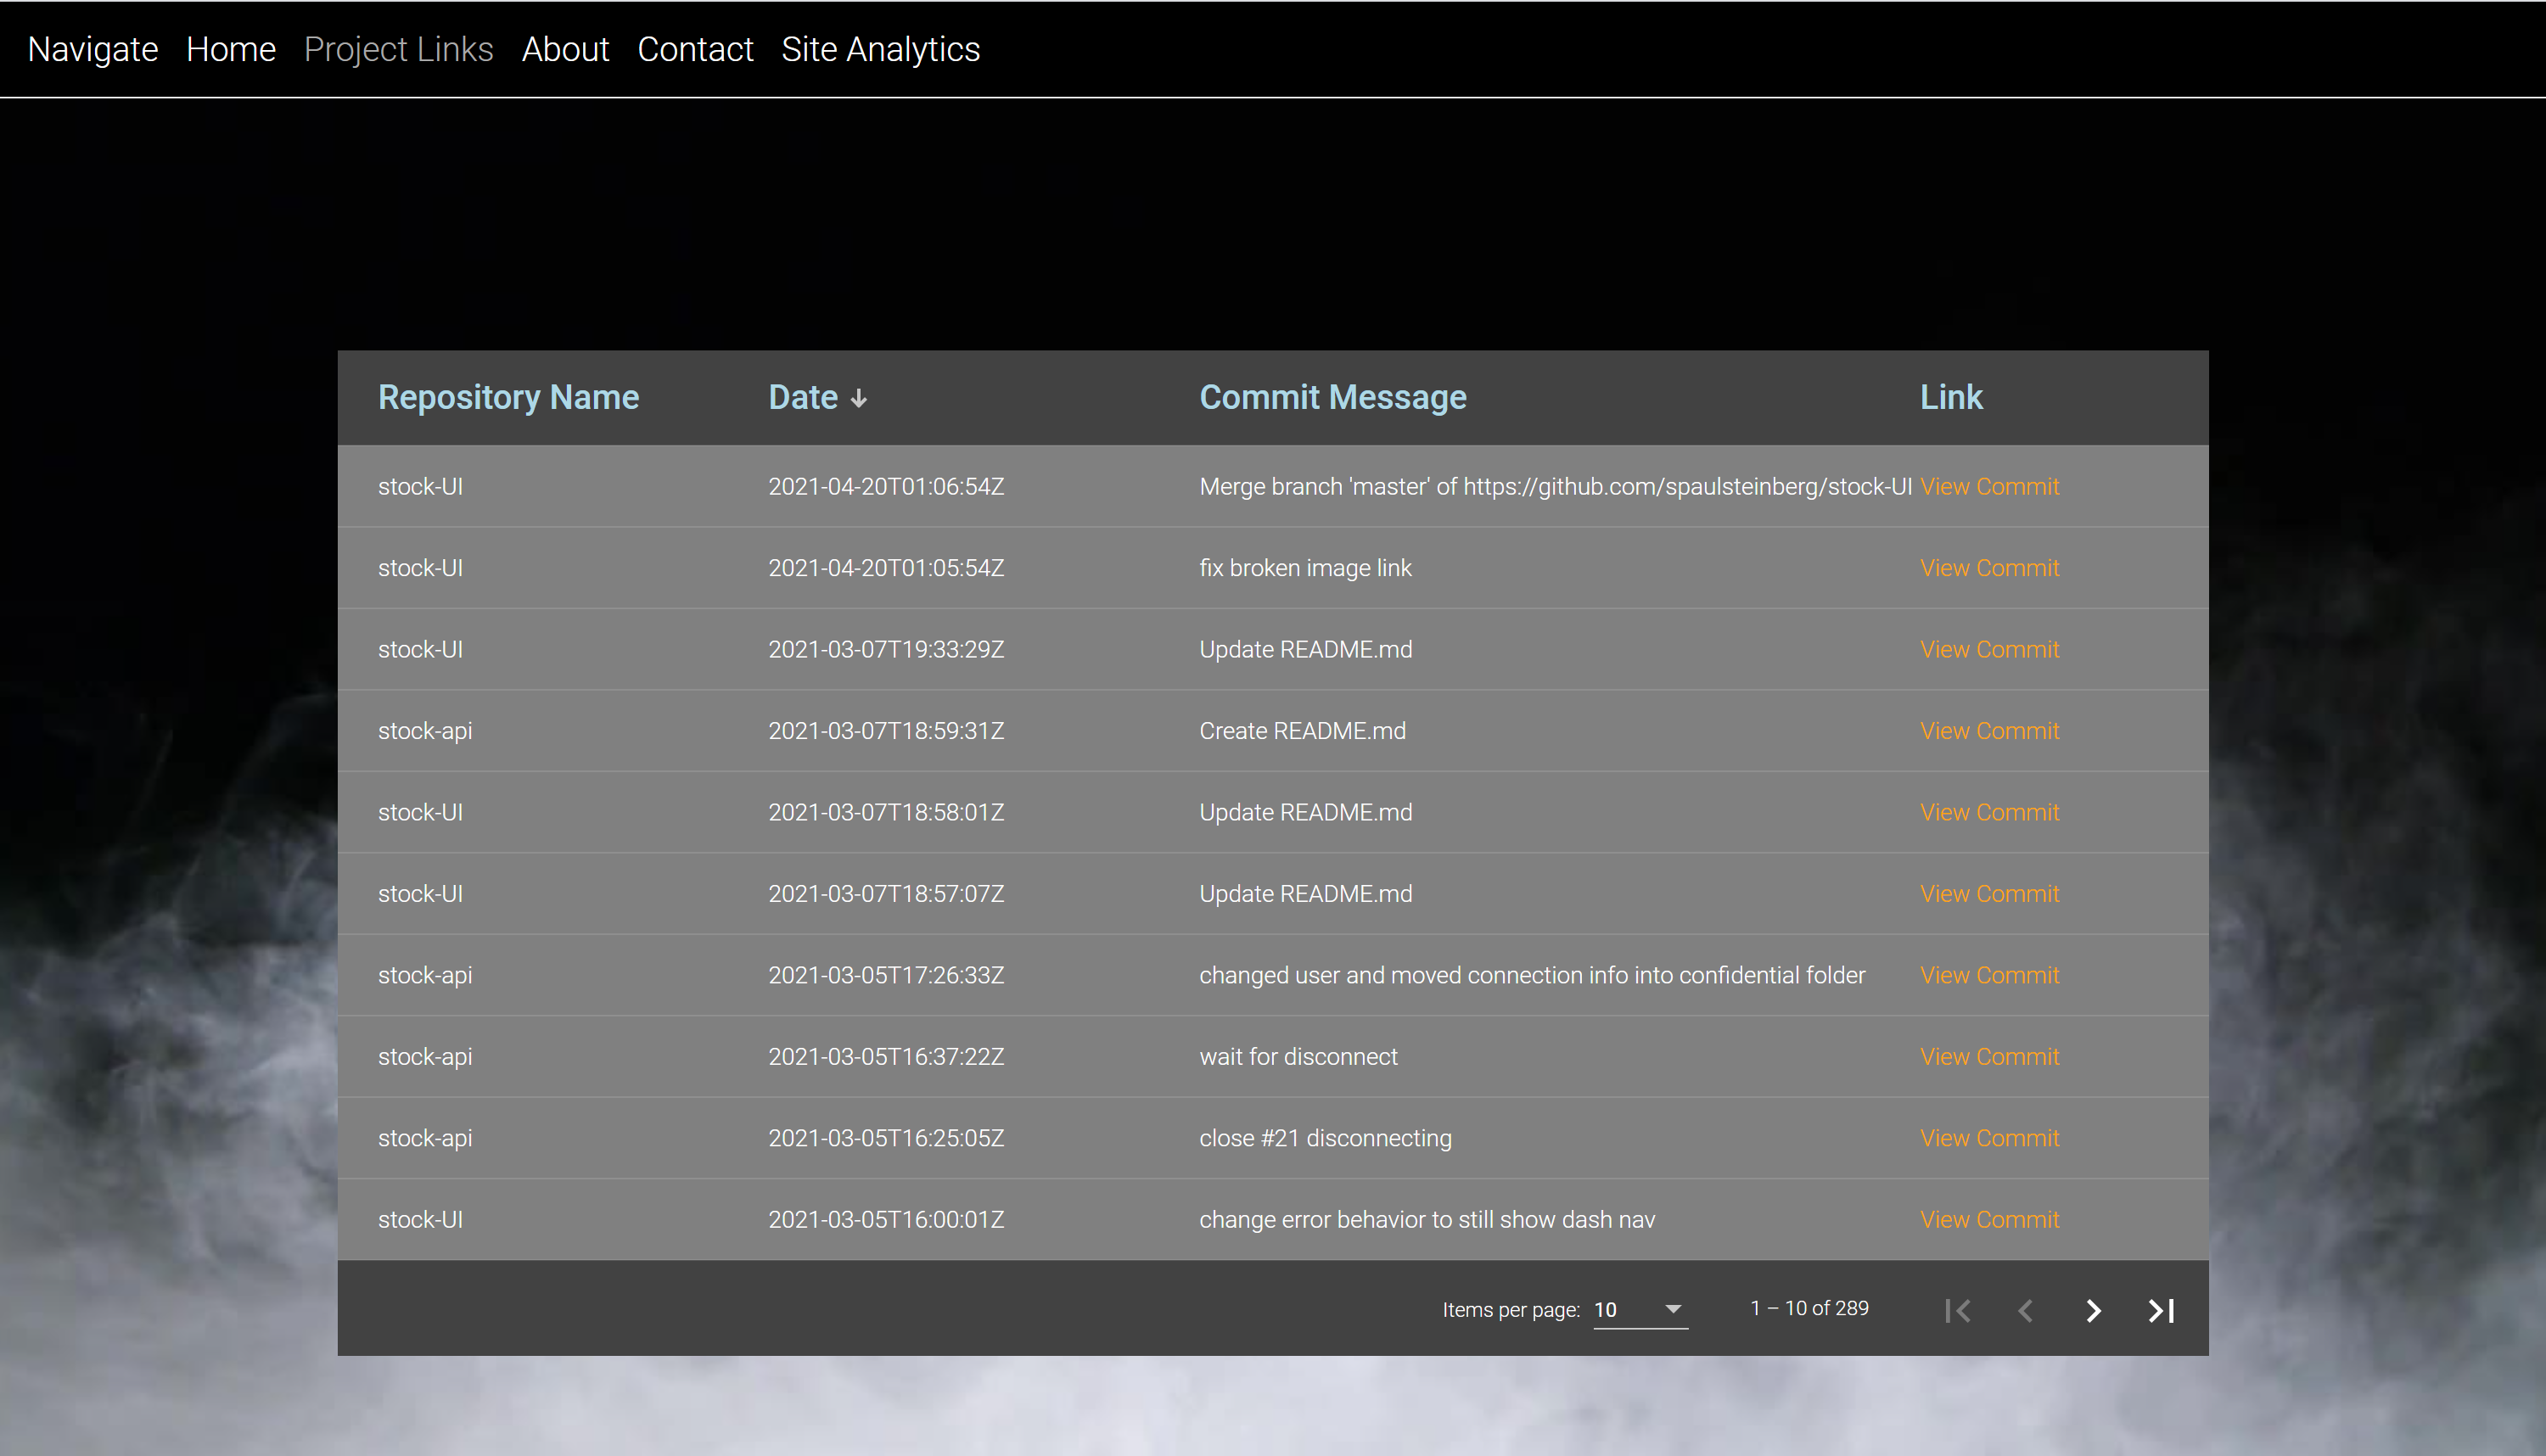 Navigate Home Project Links About Contact Site Analytics
Repository Name Date Commit Message Link
stock-UI 2021-04-20T01:06:54Z Merge branch 'master' of https://github.com/spaulsteinberg/stock-UI View Commit
stock-UI 2021-04-20T01:05:54Z fix broken image link View Commit
stock-UI 2021-03-07T19:33:29Z Update README.md View Commit
stock-api 2021-03-07T18:59:31Z Create README.md View Commit
stock-UI 2021-03-07T18:58:01Z Update README.md View Commit
stock-UI 2021-03-07T18:57:07Z Update README.md View Commit
stock-api 2021-03-05T17:26:33Z changed user and moved connection info into confidential folder View Commit
stock-api 2021-03-05T16:37:22Z wait for disconnect View Commit
stock-api 2021-03-05T16:25:05Z close #21 disconnecting View Commit
stock-UI 2021-03-05T16:00:01Z change error behavior to still show dash nav View Commit
Items per page: 10 1 – 10 of 289